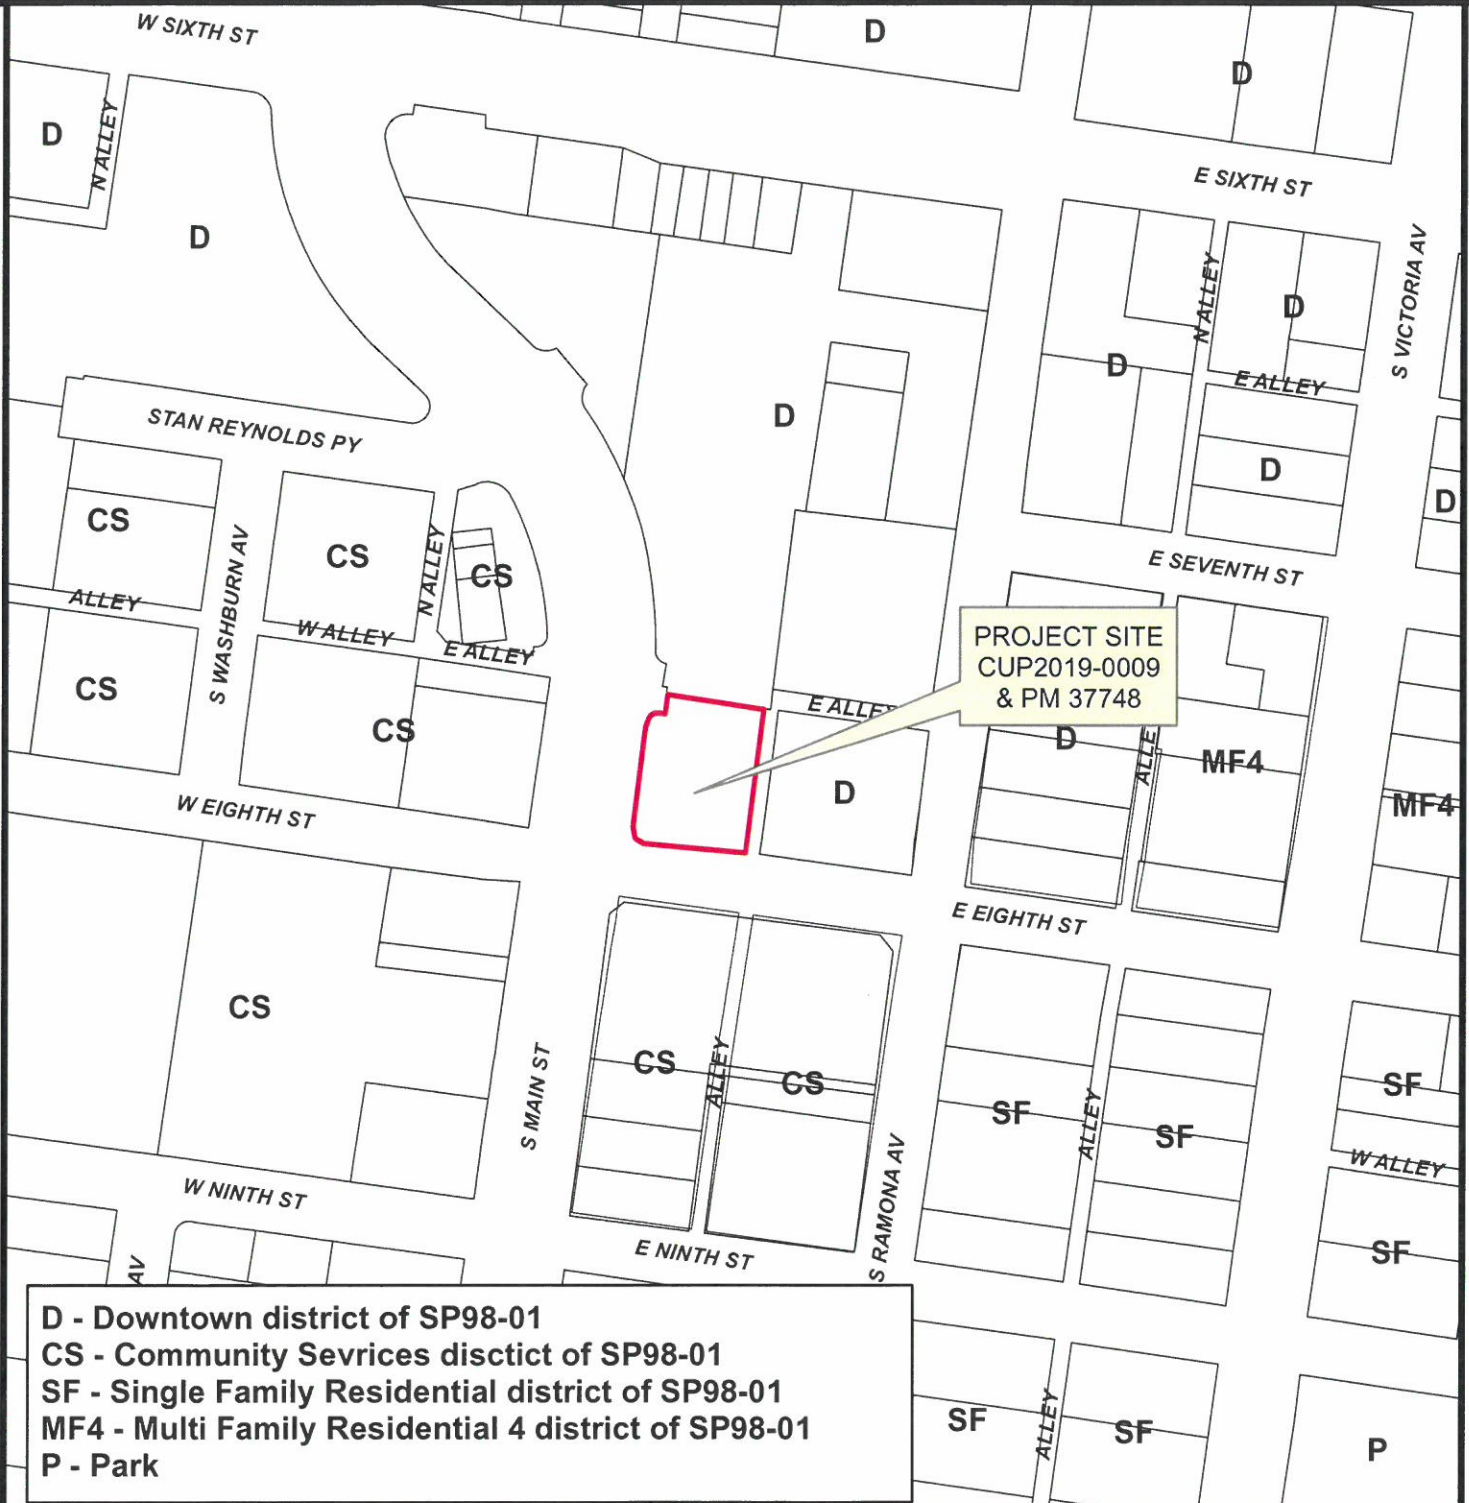 W SIXTH ST
D
D
D
N ALLEY
E SIXTH ST
D
S VICTORIA AV
N ALLEY
D
D
E ALLEY
STAN REYNOLDS PY
D
D
D
CS
S WASHBURN AV
CS
N ALLEY
CS
E SEVENTH ST
ALLEY
W ALLEY
E ALLEY
PROJECT SITE
CUP2019-0009
& PM 37748
CS
CS
E ALLEY
D
ALLE
MF4
D
MF4
W EIGHTH ST
E EIGHTH ST
CS
CS
ALLEY
CS
S MAIN ST
SF
ALLEY
SF
SF
W ALLEY
W NINTH ST
S RAMONA AV
E NINTH ST
SF
AV
D - Downtown district of SP98-01
CS - Community Sevrices disctict of SP98-01
SF - Single Family Residential district of SP98-01
MF4 - Multi Family Residential 4 district of SP98-01
P - Park
SF
ALLEY
SF
P